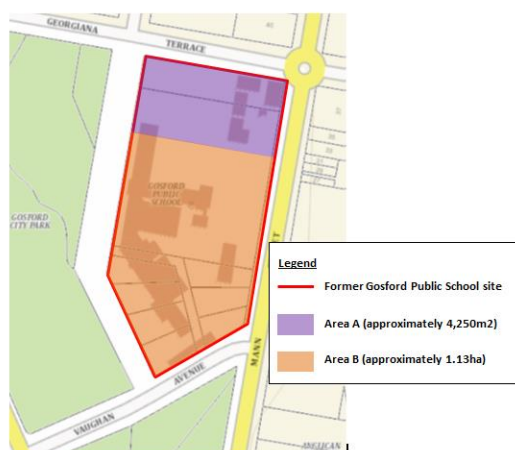 GEORGIANA
TERRACE
40
GOSFORD
PUBLIC
SCHOOL
GOSFORD
CITY PARK
MANN
VAUGHAN
AVENUE
ANGLICAN
Legend
Former Gosford Public School site
Area A (approximately 4,250m2)
Area B (approximately 1.13ha)